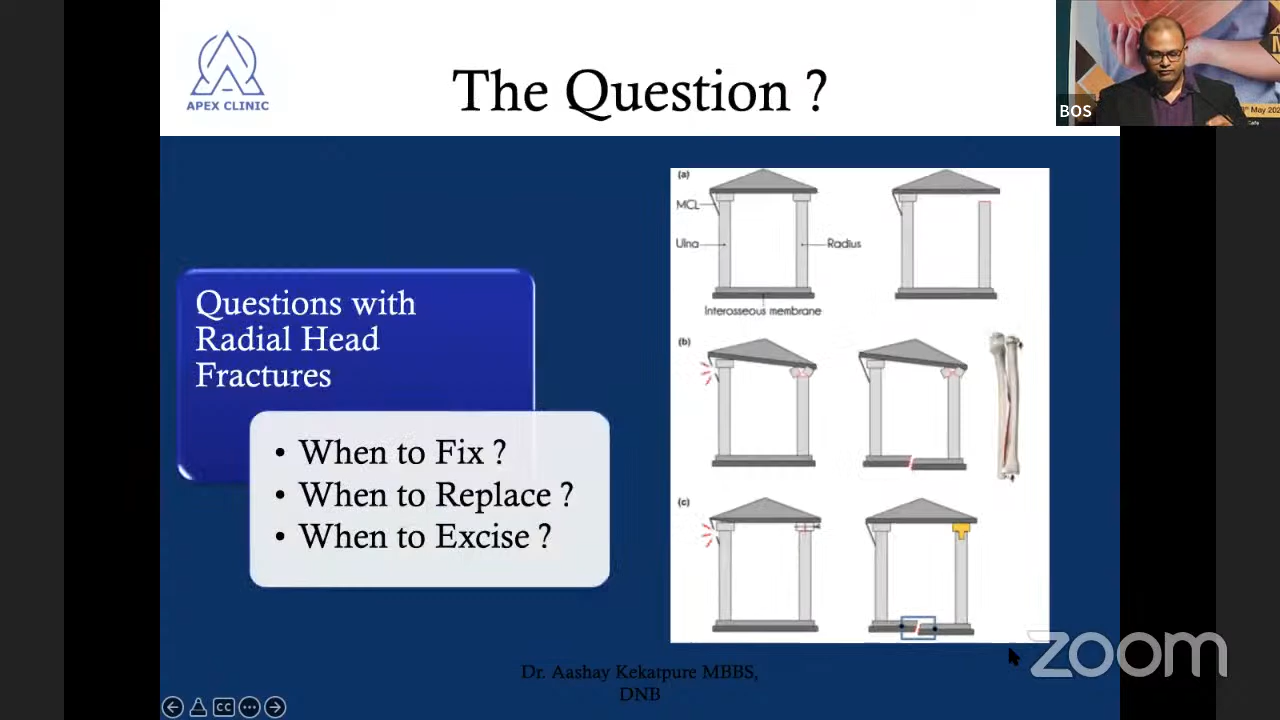 APEX CLINIC
The Question ?
BOS
Questions with
Radial Head
Fractures
• When to Fix ?
• When to Replace ?
• When to Excise ?
(a)
MCL
Ulna
Radius
Interosseous membrane
(b)
(c)
Dr. Aashay Kekatpure MBBS,
DNB
CC
zoom